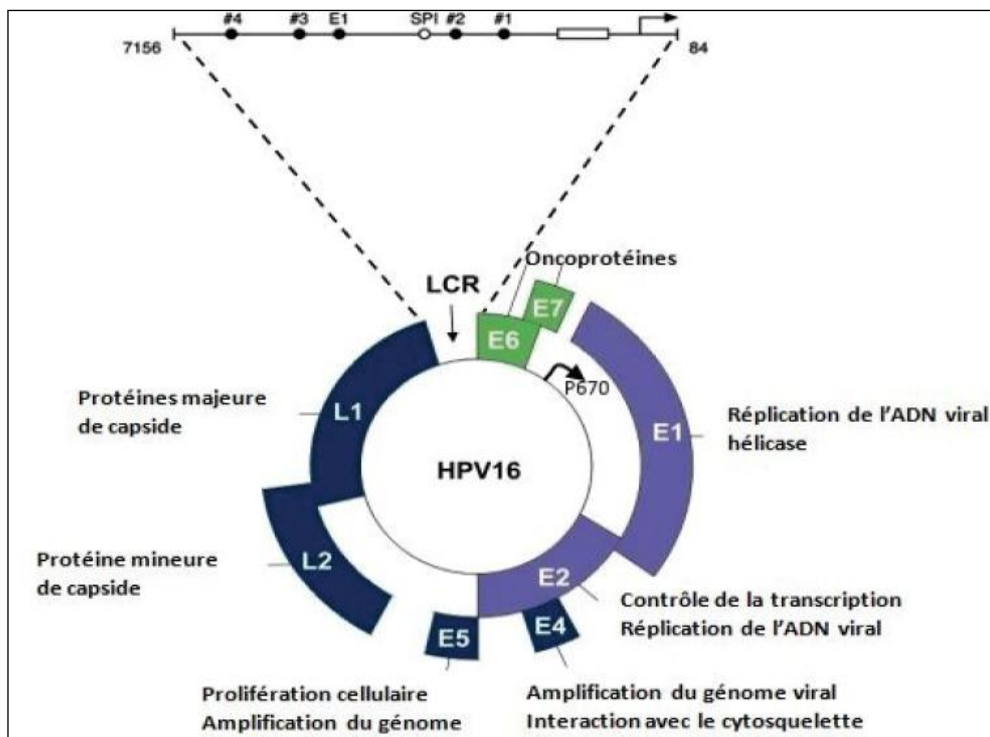 #4 #3 E1 SPI #2 #1
7156 84
Oncoprotéines
LCR
E7
E6
P670
L1
Protéines majeure
de capside
E1
Réplication de l'ADN viral
hélicase
HPV16
L2
Protéine mineure
de capside
E2
Contrôle de la transcription
Réplication de l'ADN viral
E5
E4
Prolifération cellulaire
Amplification du génome
Amplification du génome viral
Interaction avec le cytosquelette